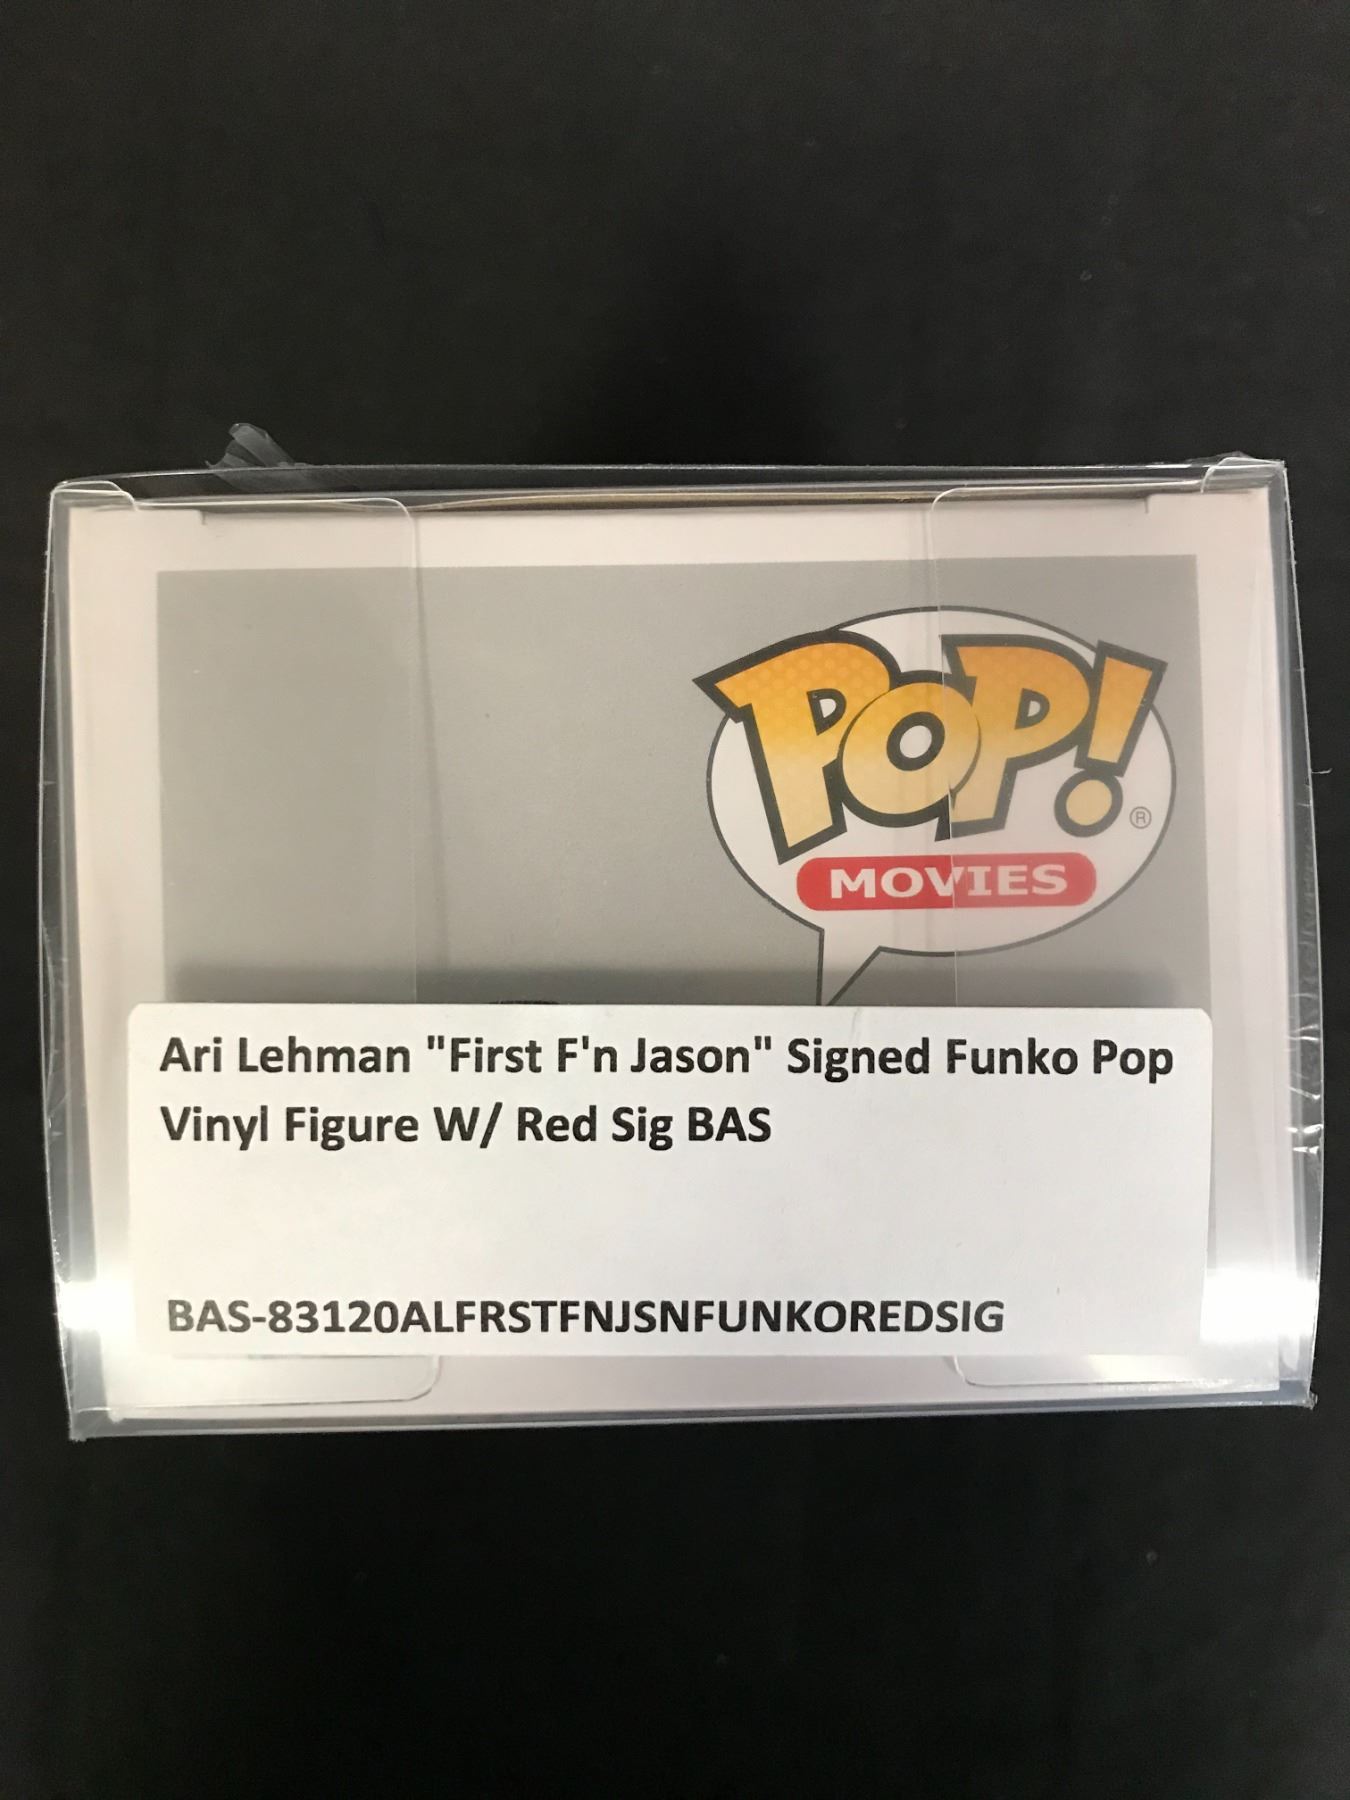 POP! ®
MOVIES
Ari Lehman "First F'n Jason" Signed Funko Pop
Vinyl Figure W/ Red Sig BAS
BAS-83120ALFRSTFNJSNFUNKOREDSIG